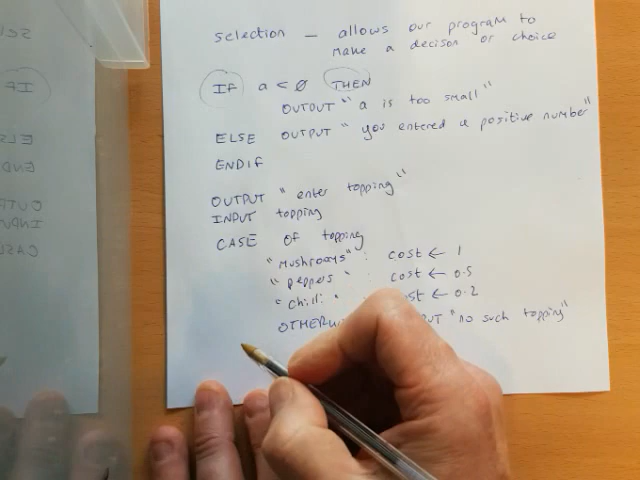 selection – allows our program to
make a decison or choice
IF a < 0 THEN
OUTPUT "a is too small"
ELSE OUTPUT "you entered a positive number"
ENDIF
OUTPUT "enter topping"
INPUT topping
CASE OF topping
"Mushrooms" : cost ← 1
"peppers" : cost ← 0.5
"chilli" ← 0.2
"no such topping"